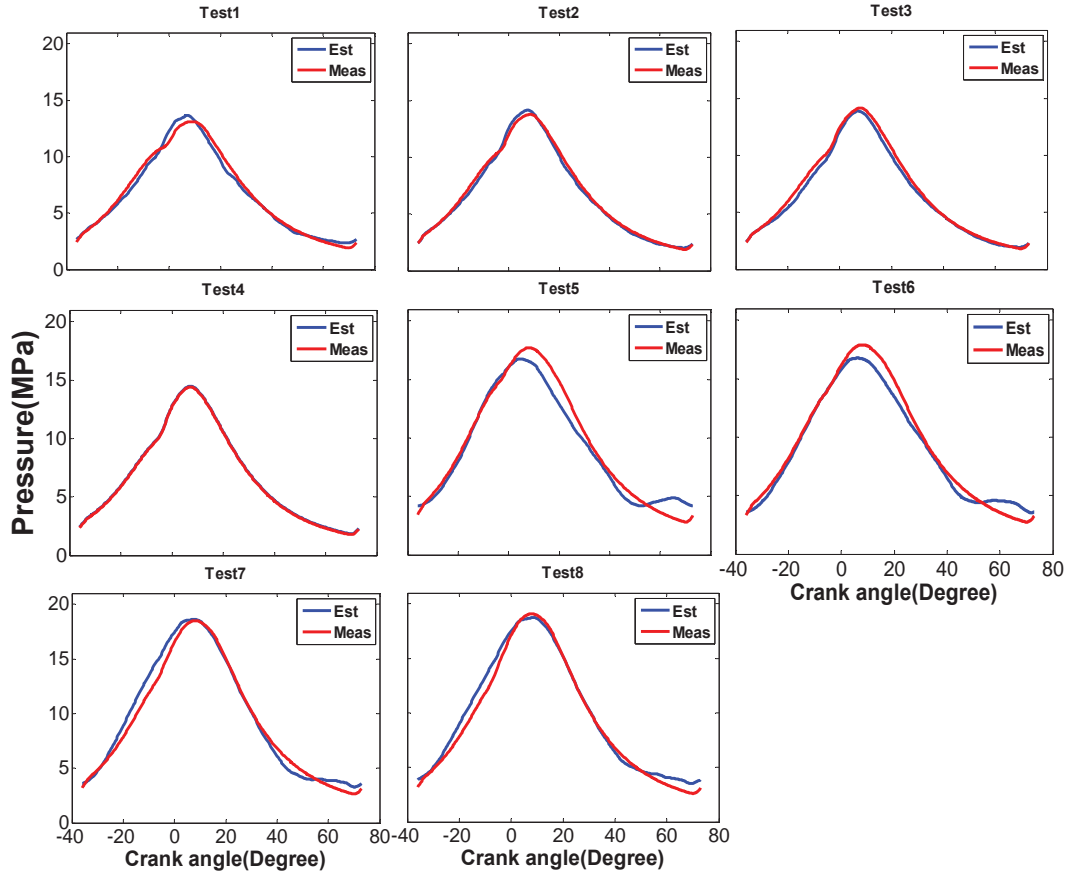 Test1
Test2
Test3
20
15
10
5
0
Est
Meas
Est
Meas
Est
Meas
Test4
Test5
Test6
Pressure(MPa)
20
15
10
5
0
Est
Meas
Est
Meas
Est
Meas
-40 -20 0 20 40 60 80
Crank angle(Degree)
Test7
Test8
20
15
10
5
0
Est
Meas
Est
Meas
-40 -20 0 20 40 60 80
-40 -20 0 20 40 60 80
Crank angle(Degree)
Crank angle(Degree)